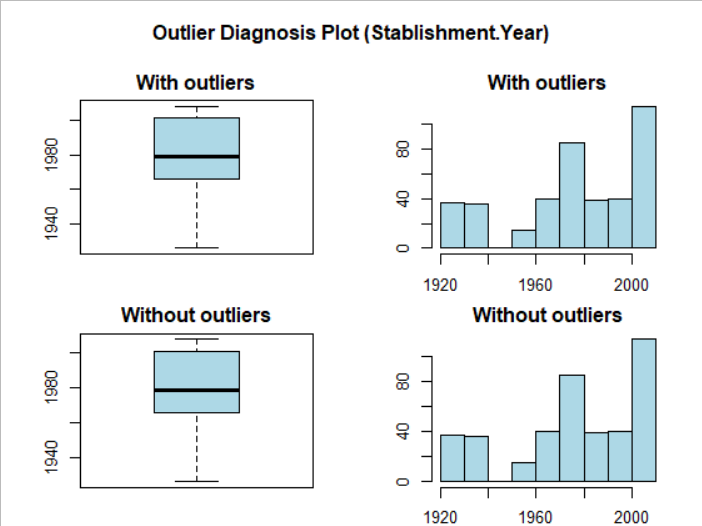 Outlier Diagnosis Plot (Stablishment.Year)
With outliers
With outliers
1940 1980
0 40 80
1920 1960 2000
Without outliers
Without outliers
1940 1980
0 40 80
1920 1960 2000